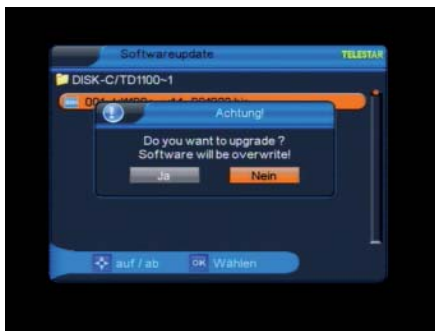 Softwareupdate
TELESTAR
DISK-C/TD1100~1
Achtung!
Do you want to upgrade ?
Software will be overwrite!
Ja
Nein
auf / ab
OK
Wählen